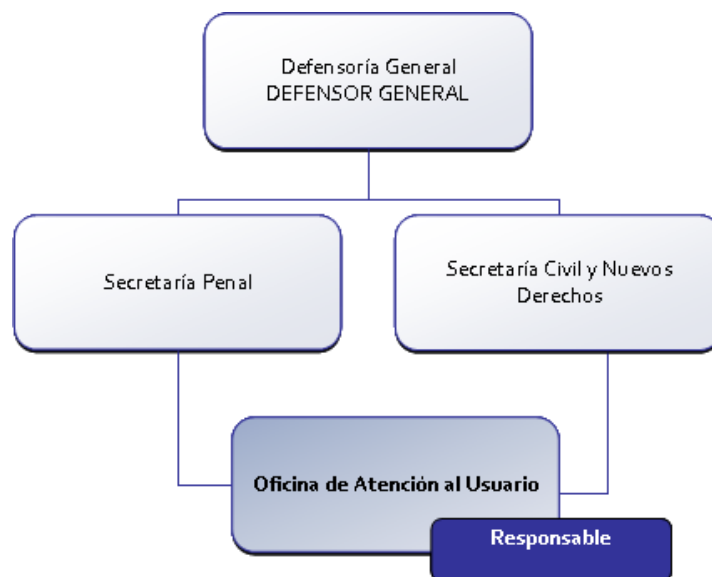 Defensoría General
DEFENSOR GENERAL
Secretaría Penal
Secretaría Civil y Nuevos
Derechos
Oficina de Atención al Usuario
Responsable